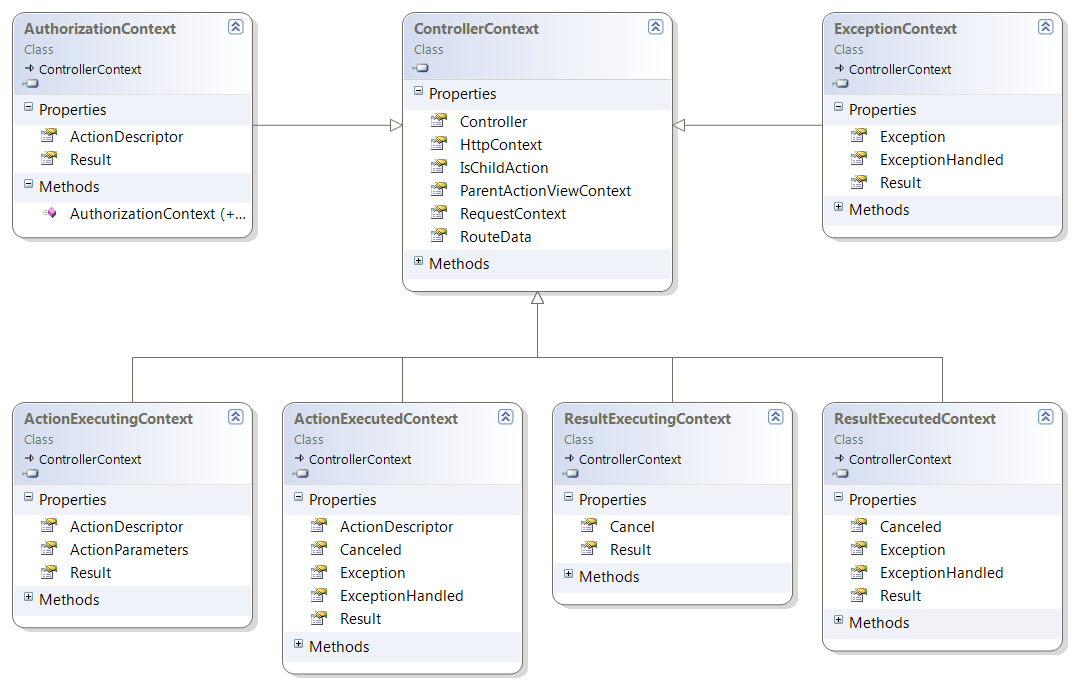 AuthorizationContext
Class
ControllerContext
Properties
ActionDescriptor
Result
Methods
AuthorizationContext (+...
ControllerContext
Class
Properties
Controller
HttpContext
IsChildAction
ParentActionViewContext
RequestContext
RouteData
Methods
ExceptionContext
Class
ControllerContext
Properties
Exception
ExceptionHandled
Result
Methods
ActionExecutingContext
Class
ControllerContext
Properties
ActionDescriptor
ActionParameters
Result
Methods
ActionExecutedContext
Class
ControllerContext
Properties
ActionDescriptor
Canceled
Exception
ExceptionHandled
Result
Methods
ResultExecutingContext
Class
ControllerContext
Properties
Cancel
Result
Methods
ResultExecutedContext
Class
ControllerContext
Properties
Canceled
Exception
ExceptionHandled
Result
Methods